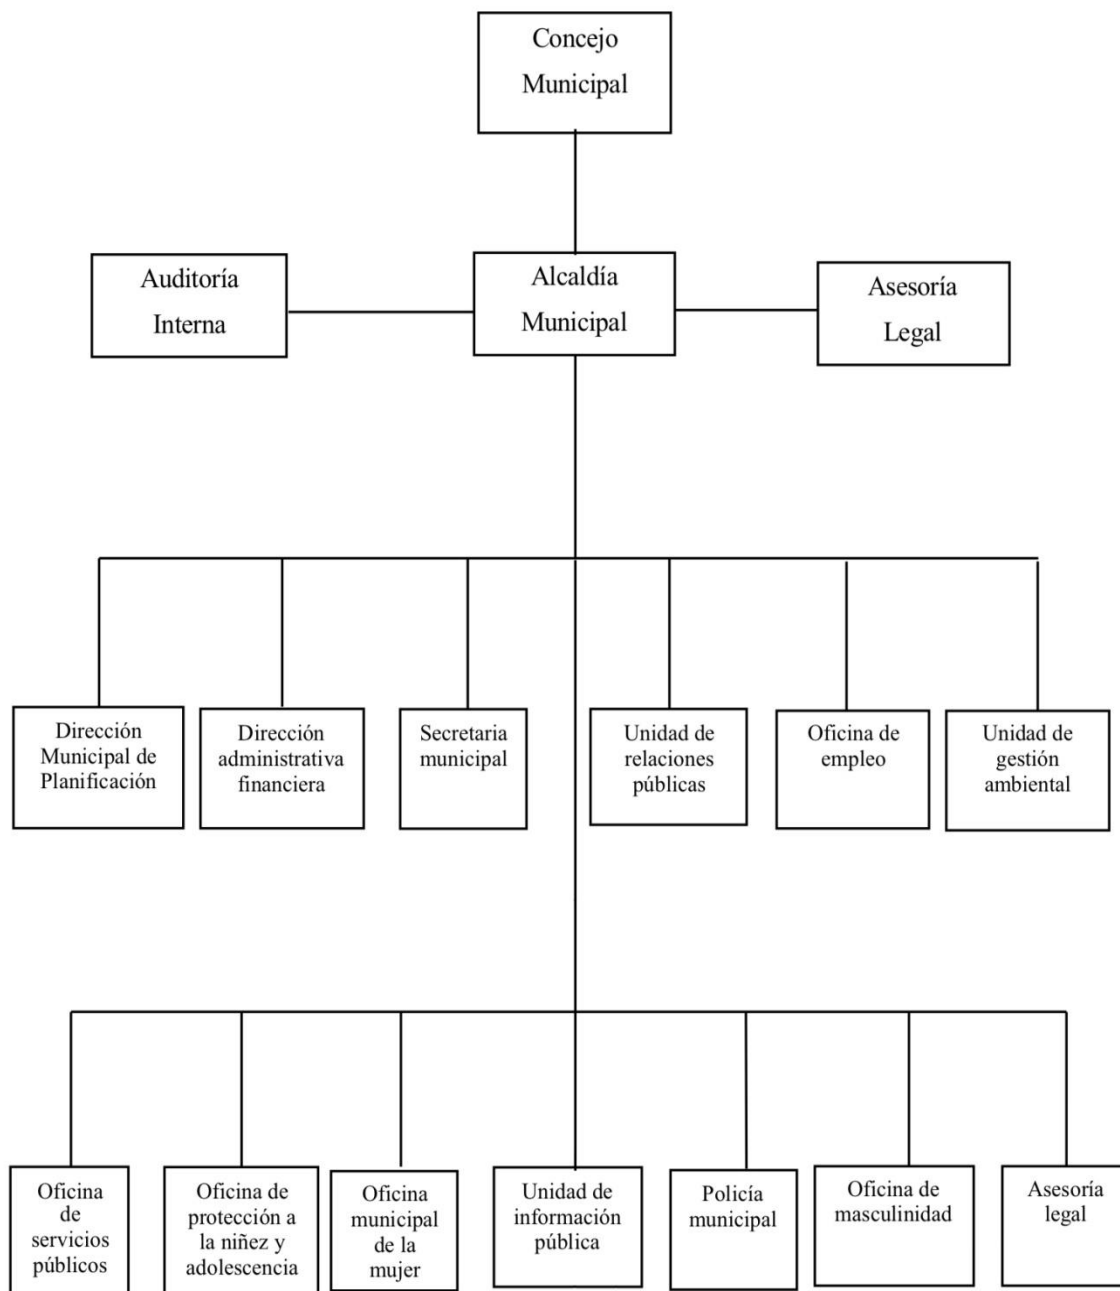 Concejo
Municipal
Auditoría
Interna
Alcaldía
Municipal
Asesoría
Legal
Dirección
Municipal de
Planificación
Dirección
administrativa
financiera
Secretaria
municipal
Unidad de
relaciones
públicas
Oficina de
empleo
Unidad de
gestión
ambiental
Oficina
de
servicios
públicos
Oficina de
protección a
la niñez y
adolescencia
Oficina
municipal
de la
mujer
Unidad de
información
pública
Policía
municipal
Oficina de
masculinidad
Asesoría
legal